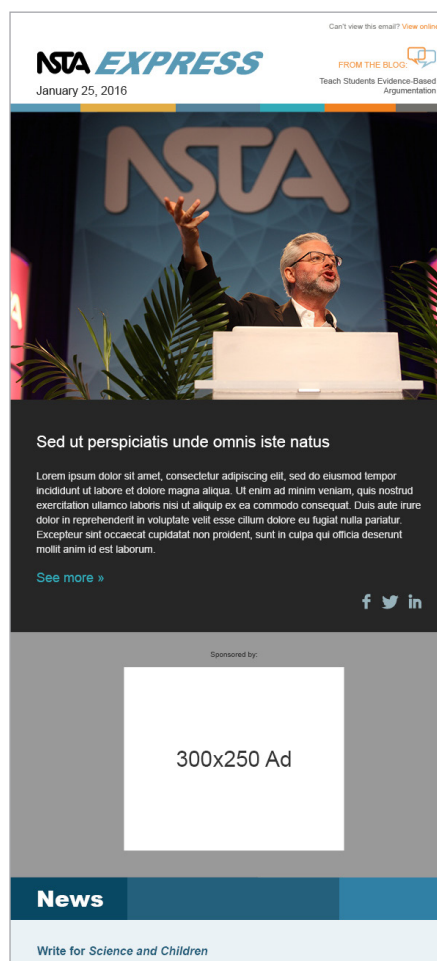 Can't view this email? View online
NSTA EXPRESS
January 25, 2016
FROM THE BLOG:
Teach Students Evidence-Based
Argumentation
NSTA
Sed ut perspiciatis unde omnis iste natus
Lorem ipsum dolor sit amet, consectetur adipiscing elit, sed do eiusmod tempor
incididunt ut labore et dolore magna aliqua. Ut enim ad minim veniam, quis nostrud
exercitation ullamco laboris nisi ut aliquip ex ea commodo consequat. Duis aute irure
dolor in reprehenderit in voluptate velit esse cillum dolore eu fugiat nulla pariatur.
Excepteur sint occaecat cupidatat non proident, sunt in culpa qui officia deserunt
mollit anim id est laborum.
See more »
Sponsored by:
300x250 Ad
News
Write for Science and Children